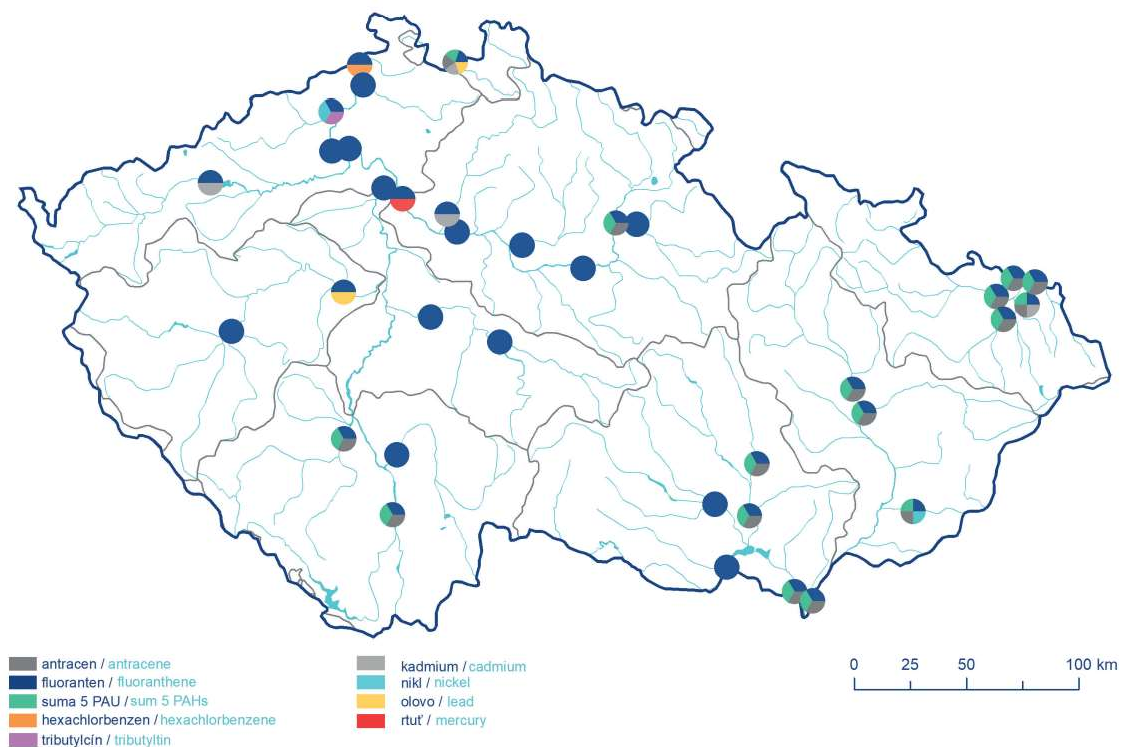 antracen / antracene
fluoranten / fluoranthene
suma 5 PAU / sum 5 PAHs
hexachlorbenzen / hexachlorbenzene
tributylcín / tributyltin
kadmium / cadmium
nikl / nickel
olovo / lead
rtuť / mercury
0 25 50 100 km